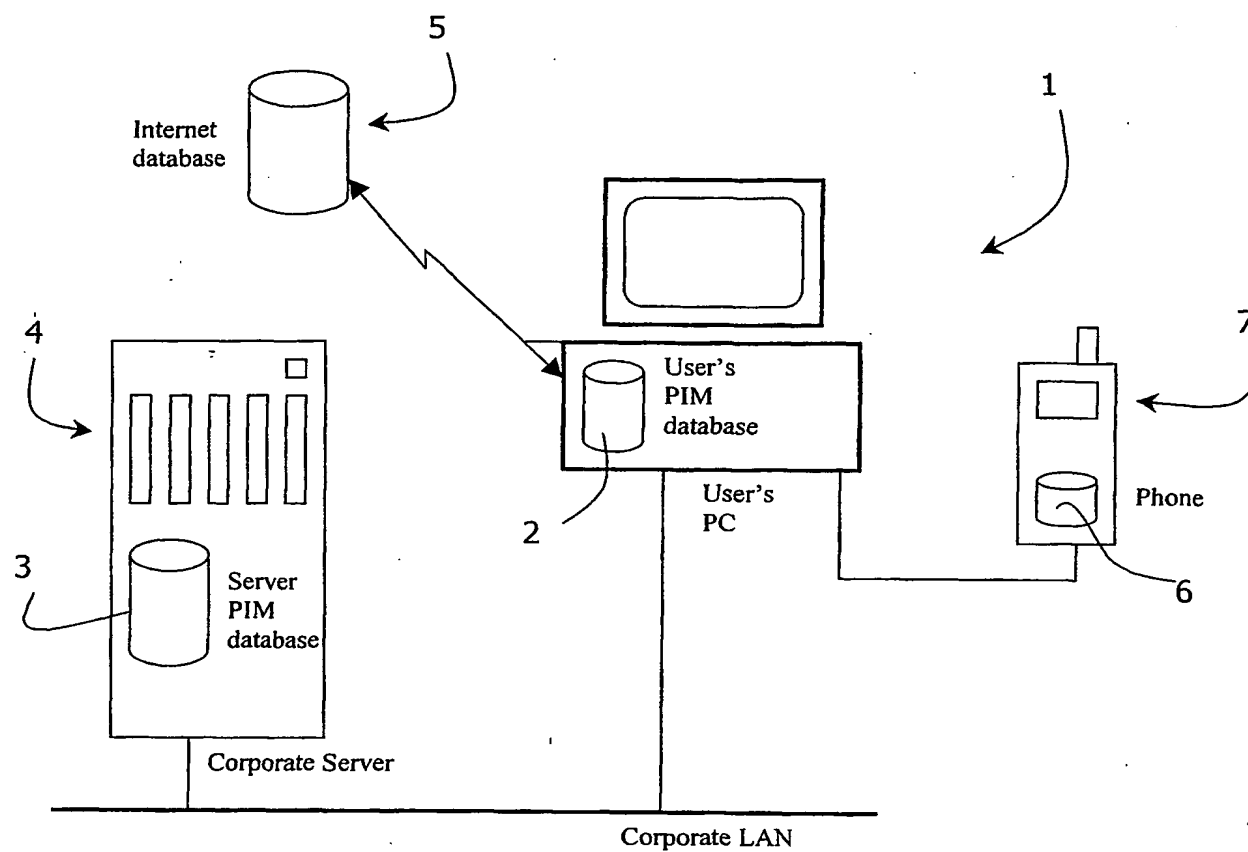 5
1
Internet
database
4
7
User's
PIM
database
User's
PC
2
Phone
6
3
Server
PIM
database
Corporate Server
Corporate LAN